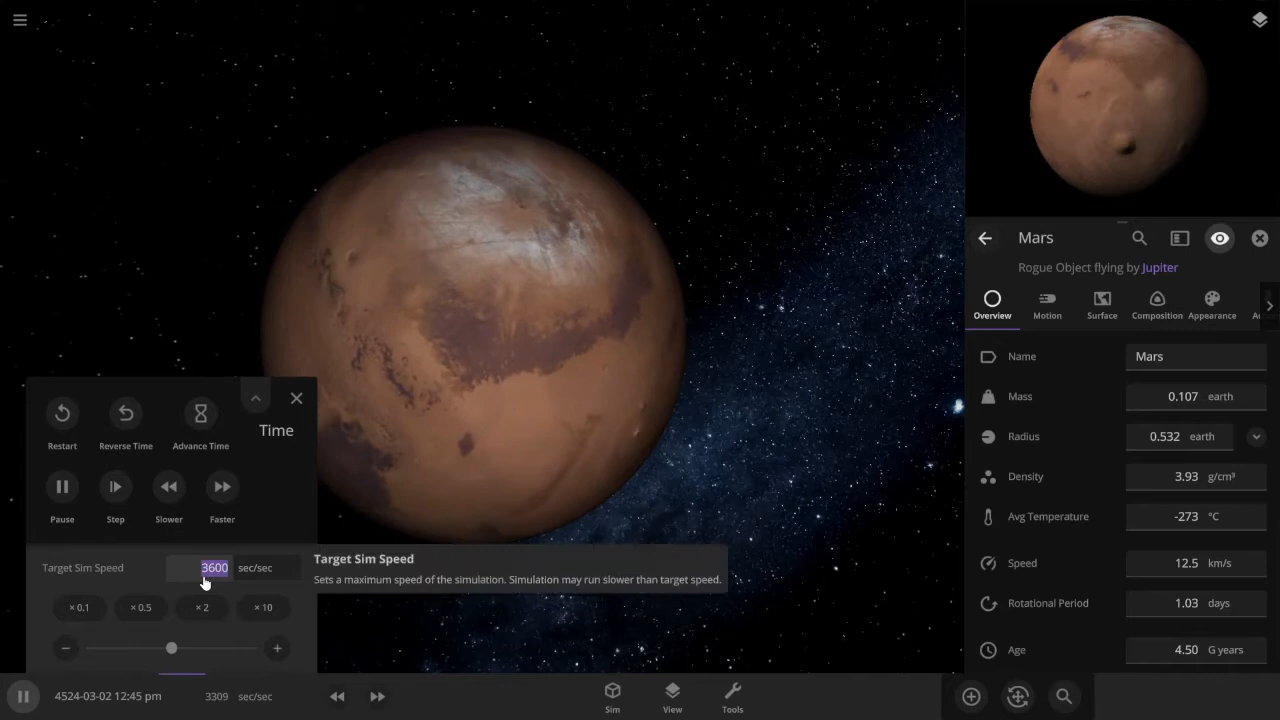 Mars
Rogue Object flying by Jupiter
Overview
Motion
Surface
Composition
Appearance
Name
Mars
Mass
0.107 earth
Radius
0.532 earth
Density
3.93 g/cm³
Avg Temperature
-273 °C
Speed
12.5 km/s
Rotational Period
1.03 days
Age
4.50 G years
Time
Restart
Reverse Time
Advance Time
Pause
Step
Slower
Faster
Target Sim Speed
3600 sec/sec
× 0.1
× 0.5
× 2
× 10
Target Sim Speed
Sets a maximum speed of the simulation. Simulation may run slower than target speed.
4524-03-02 12:45 pm
3309 sec/sec
Sim
View
Tools